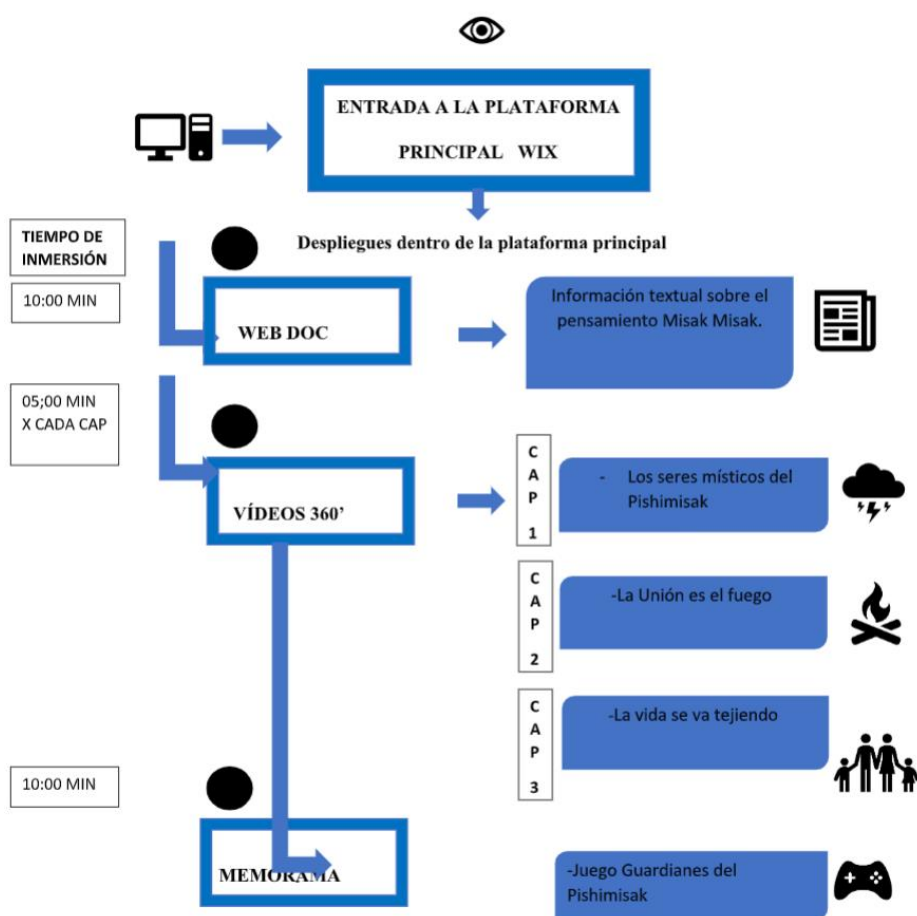 ENTRADA A LA PLATAFORMA
PRINCIPAL WIX
Despliegues dentro de la plataforma principal
TIEMPO DE
INMERSIÓN
10:00 MIN
WEB DOC
Información textual sobre el
pensamiento Misak Misak.
05;00 MIN
X CADA CAP
VÍDEOS 360’
C
A
P
1
- Los seres místicos del
Pishimisak
C
A
P
2
-La Unión es el fuego
C
A
P
3
-La vida se va tejiendo
10:00 MIN
MEMORAMA
-Juego Guardianes del
Pishimisak